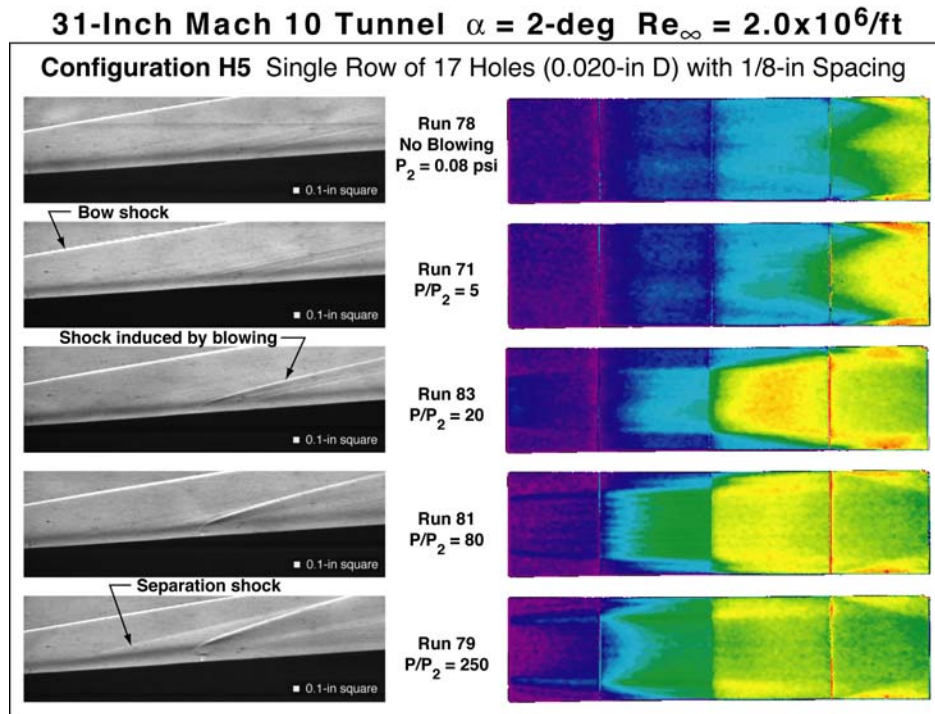 31-Inch Mach 10 Tunnel α = 2-deg Re∞ = 2.0x10⁶/ft
Configuration H5 Single Row of 17 Holes (0.020-in D) with 1/8-in Spacing
Run 78
No Blowing
P₂ = 0.08 psi
0.1-in square
Bow shock
Run 71
P/P₂ = 5
0.1-in square
Shock induced by blowing
Run 83
P/P₂ = 20
0.1-in square
Run 81
P/P₂ = 80
0.1-in square
Separation shock
Run 79
P/P₂ = 250
0.1-in square